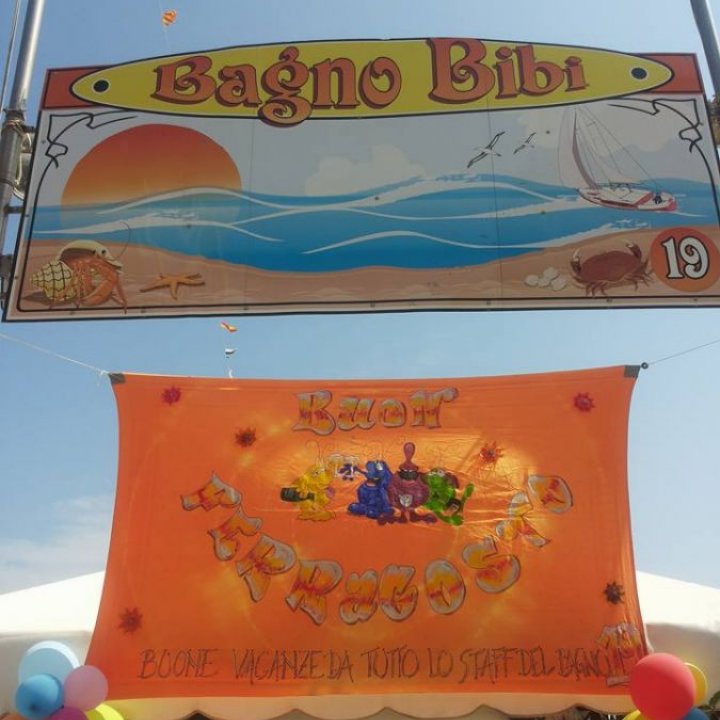 Bagno Bibi
19
BuoN
FERRAGOSTO
BUONE VACANZE DA TUTTO LO STAFF DEL BAGNO 19